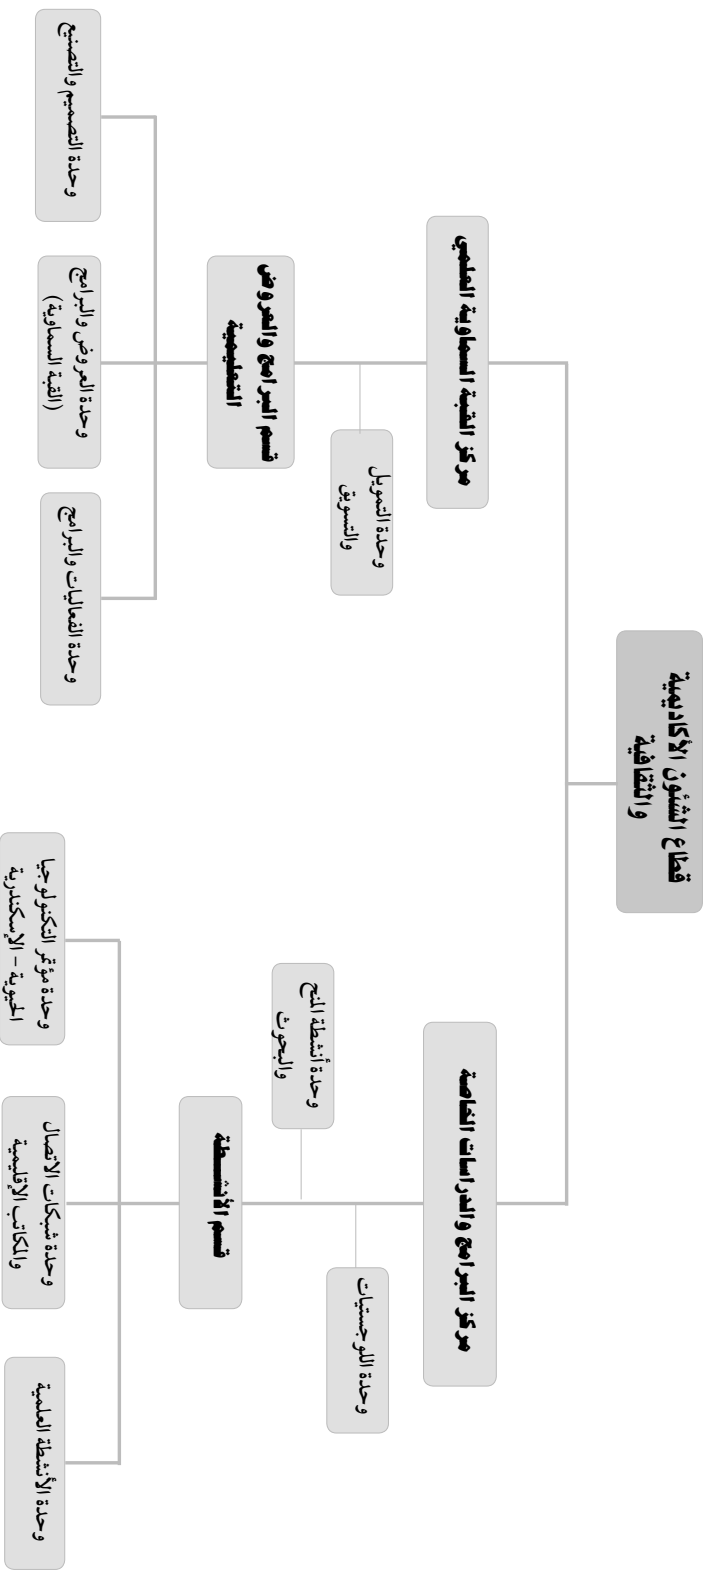 قطاع الشئون الأكاديمية
والثقافية
مركز البرامج والدراسات الخاصة
مركز القبة السماوية العلمي
وحدة اللوجستيات
وحدة أنشطة المنح
والبحوث
وحدة التمويل
والتسويق
قسم الأنشطة
قسم البرامج والعروض
التعليمية
وحدة الأنشطة العلمية
وحدة شبكات الاتصال
والمكاتب الإقليمية
وحدة مؤتمر التكنولوجيا
الحيوية – الإسكندرية
وحدة الفعاليات والبرامج
وحدة العروض والبرامج
(القبة السماوية)
وحدة التصميم والتصنيع